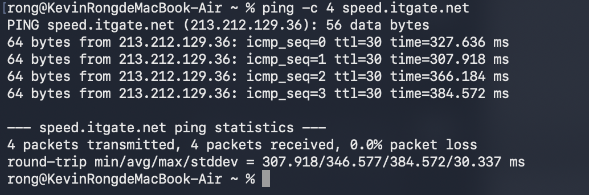 [rong@KevinRongdeMacBook-Air ~ % ping -c 4 speed.itgate.net
PING speed.itgate.net (213.212.129.36): 56 data bytes
64 bytes from 213.212.129.36: icmp_seq=0 ttl=30 time=327.636 ms
64 bytes from 213.212.129.36: icmp_seq=1 ttl=30 time=307.918 ms
64 bytes from 213.212.129.36: icmp_seq=2 ttl=30 time=366.184 ms
64 bytes from 213.212.129.36: icmp_seq=3 ttl=30 time=384.572 ms
--- speed.itgate.net ping statistics ---
4 packets transmitted, 4 packets received, 0.0% packet loss
round-trip min/avg/max/stddev = 307.918/346.577/384.572/30.337 ms
rong@KevinRongdeMacBook-Air ~ %